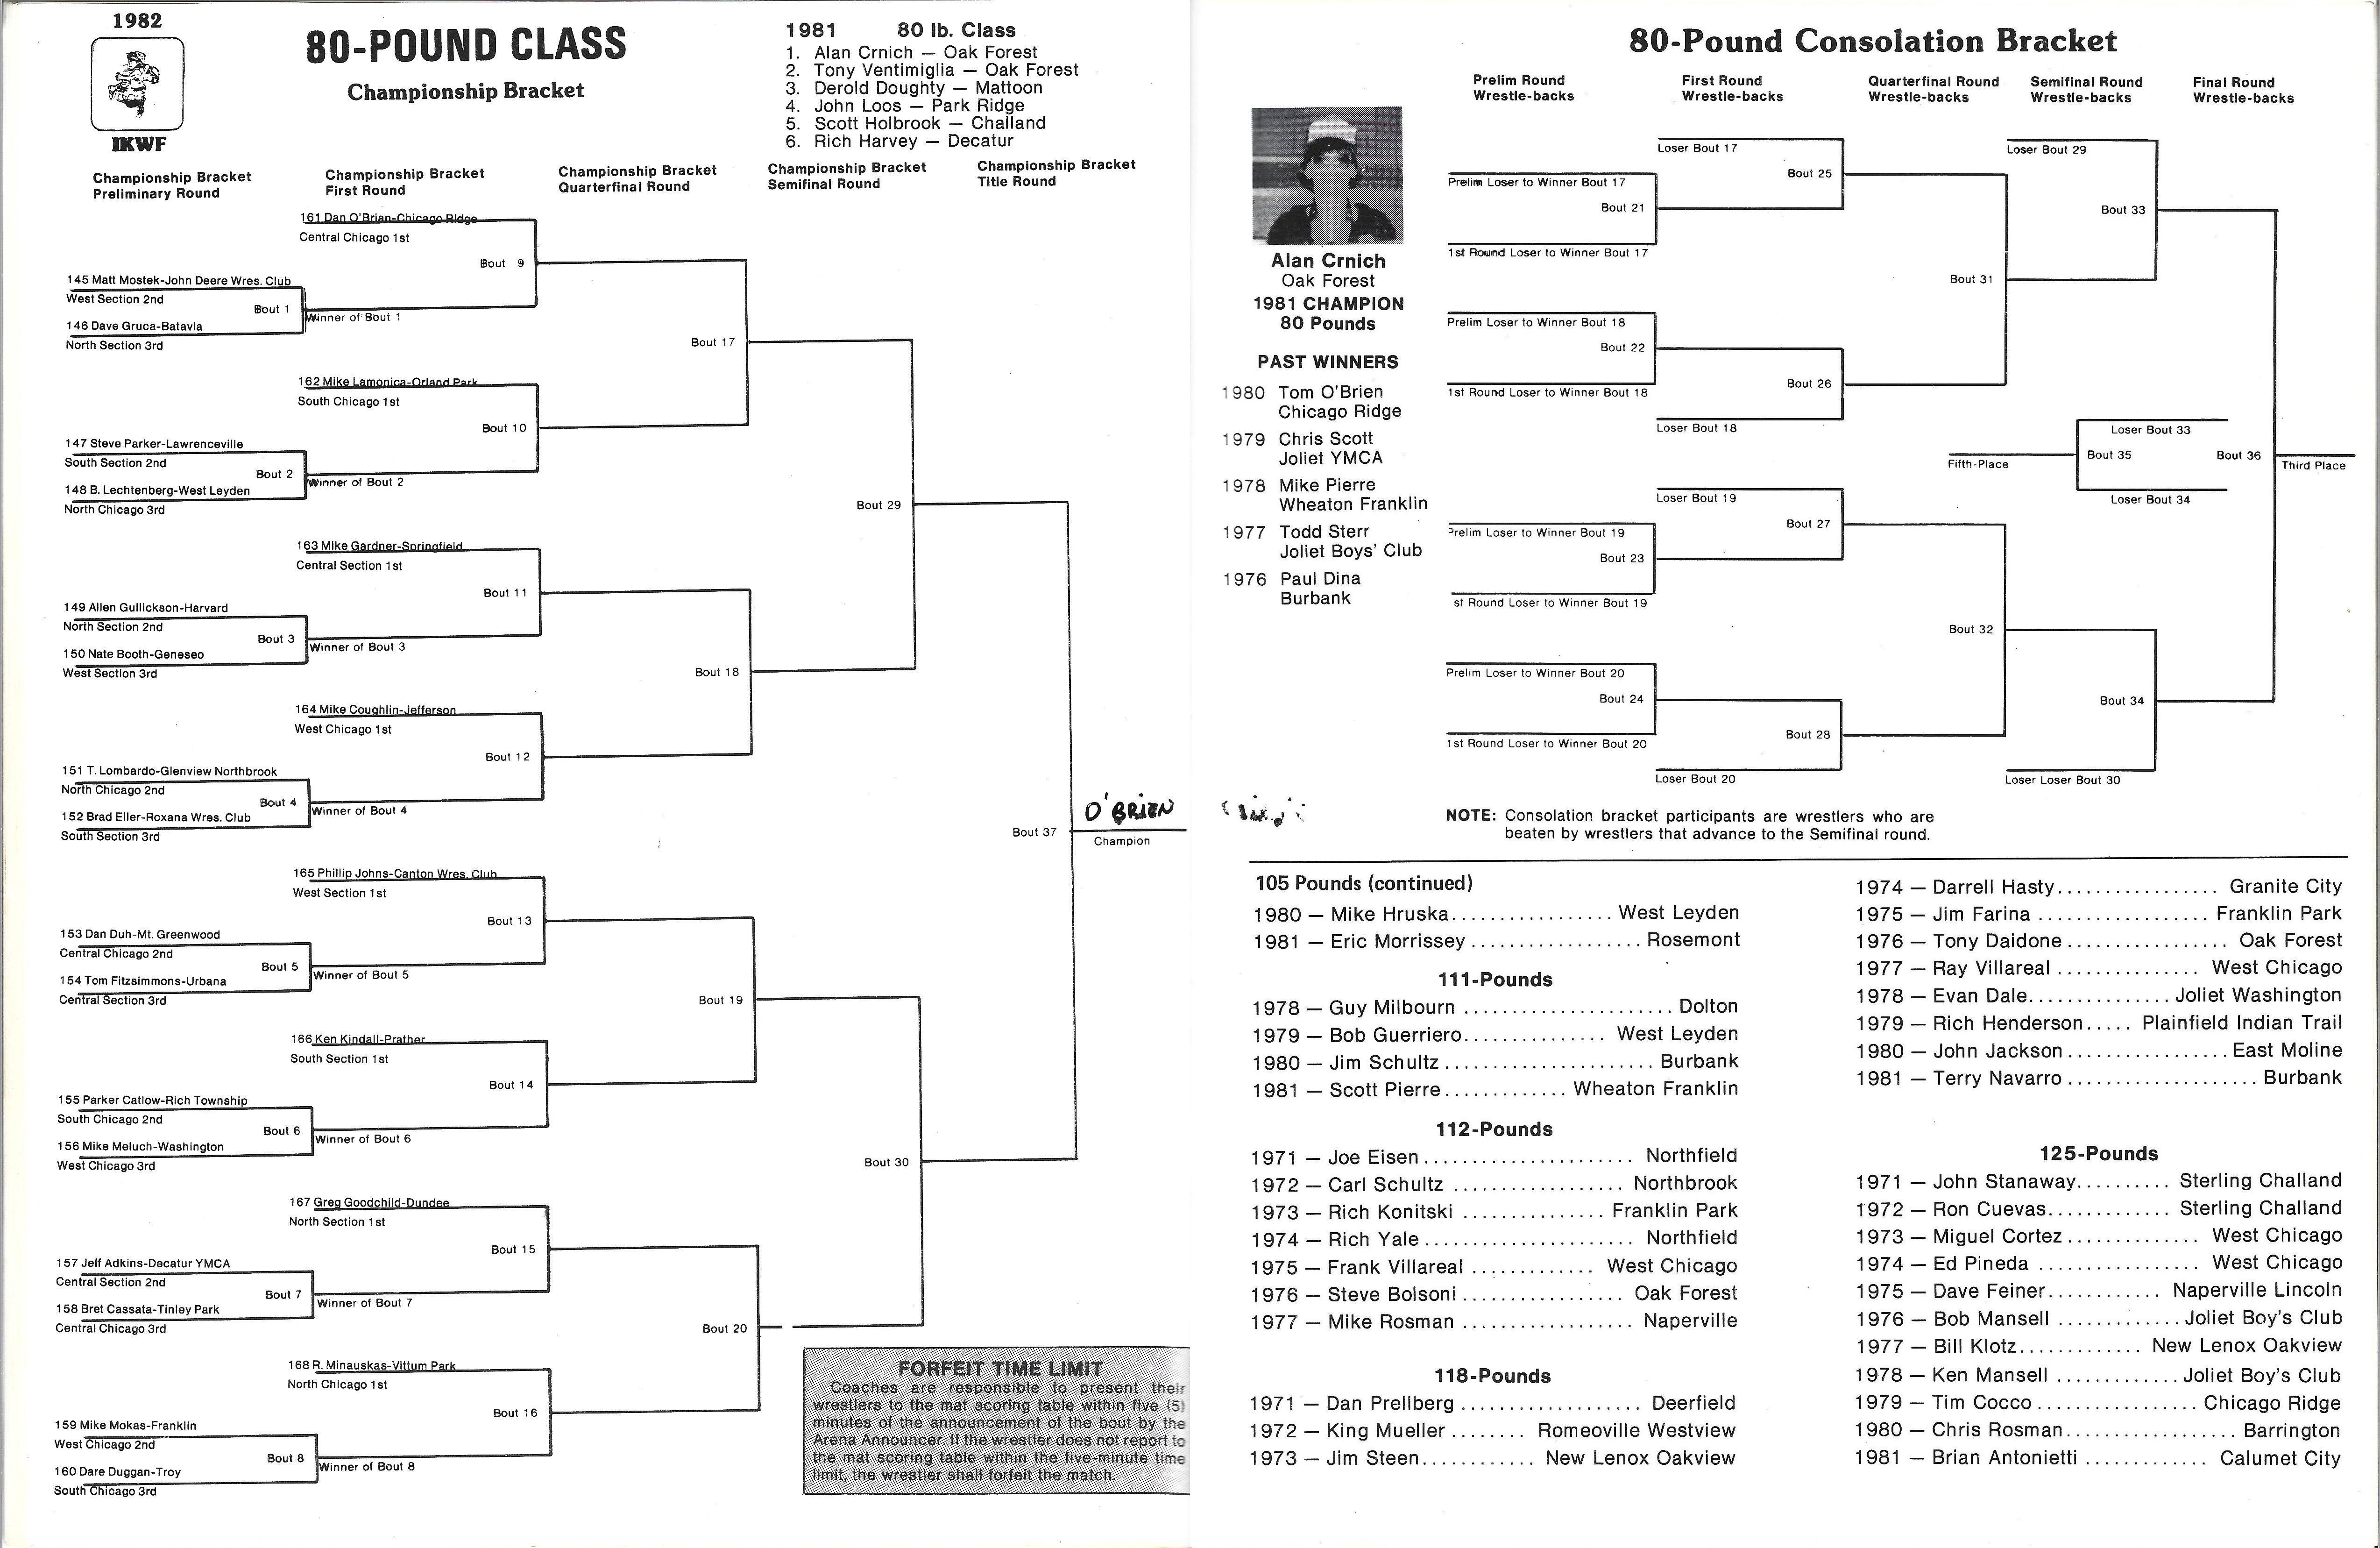 1982
IKWF
80-POUND CLASS
Championship Bracket
1981 80 lb. Class
1. Alan Crnich — Oak Forest
2. Tony Ventimiglia — Oak Forest
3. Derold Doughty — Mattoon
4. John Loos — Park Ridge
5. Scott Holbrook — Challand
6. Rich Harvey — Decatur
Championship Bracket
Preliminary Round
Championship Bracket
First Round
Championship Bracket
Quarterfinal Round
Championship Bracket
Semifinal Round
Championship Bracket
Title Round
161 Dan O'Brian-Chicago Ridge
Central Chicago 1st
Bout 9
145 Matt Mostek-John Deere Wres. Club
West Section 2nd
Bout 1
Winner of Bout 1
146 Dave Gruca-Batavia
North Section 3rd
Bout 17
162 Mike Lamonica-Orland Park
South Chicago 1st
Bout 10
147 Steve Parker-Lawrenceville
South Section 2nd
Bout 2
Winner of Bout 2
148 B. Lechtenberg-West Leyden
North Chicago 3rd
Bout 29
163 Mike Gardner-Springfield
Central Section 1st
Bout 11
149 Allen Gullickson-Harvard
North Section 2nd
Bout 3
Winner of Bout 3
150 Nate Booth-Geneseo
West Section 3rd
Bout 18
164 Mike Coughlin-Jefferson
West Chicago 1st
Bout 12
151 T. Lombardo-Glenview Northbrook
North Chicago 2nd
Bout 4
Winner of Bout 4
152 Brad Eller-Roxana Wres. Club
South Section 3rd
O'BRIEN
Bout 37
Champion
165 Phillip Johns-Canton Wres. Club
West Section 1st
Bout 13
153 Dan Duh-Mt. Greenwood
Central Chicago 2nd
Bout 5
Winner of Bout 5
154 Tom Fitzsimmons-Urbana
Central Section 3rd
Bout 19
166 Ken Kindall-Prather
South Section 1st
Bout 14
155 Parker Catlow-Rich Township
South Chicago 2nd
Bout 6
Winner of Bout 6
156 Mike Meluch-Washington
West Chicago 3rd
Bout 30
167 Greg Goodchild-Dundee
North Section 1st
Bout 15
157 Jeff Adkins-Decatur YMCA
Central Section 2nd
Bout 7
Winner of Bout 7
158 Bret Cassata-Tinley Park
Central Chicago 3rd
Bout 20
168 R. Minauskas-Vittum Park
North Chicago 1st
Bout 16
159 Mike Mokas-Franklin
West Chicago 2nd
Bout 8
Winner of Bout 8
160 Dare Duggan-Troy
South Chicago 3rd
FORFEIT TIME LIMIT
Coaches are responsible to present their
wrestlers to the mat scoring table within five (5)
minutes of the announcement of the bout by the
Arena Announcer. If the wrestler does not report to
the mat scoring table within the five-minute time
limit, the wrestler shall forfeit the match.
80-Pound Consolation Bracket
Prelim Round
Wrestle-backs
First Round
Wrestle-backs
Quarterfinal Round
Wrestle-backs
Semifinal Round
Wrestle-backs
Final Round
Wrestle-backs
Alan Crnich
Oak Forest
1981 CHAMPION
80 Pounds
PAST WINNERS
1980 Tom O'Brien
Chicago Ridge
1979 Chris Scott
Joliet YMCA
1978 Mike Pierre
Wheaton Franklin
1977 Todd Sterr
Joliet Boys' Club
1976 Paul Dina
Burbank
Loser Bout 17
Bout 25
Prelim Loser to Winner Bout 17
Bout 21
1st Round Loser to Winner Bout 17
Loser Bout 29
Bout 33
Bout 31
Prelim Loser to Winner Bout 18
Bout 22
1st Round Loser to Winner Bout 18
Bout 26
Loser Bout 18
Loser Bout 33
Fifth-Place
Bout 35
Bout 36
Third Place
Loser Bout 34
Loser Bout 19
Bout 27
Prelim Loser to Winner Bout 19
Bout 23
st Round Loser to Winner Bout 19
Bout 32
Prelim Loser to Winner Bout 20
Bout 24
1st Round Loser to Winner Bout 20
Bout 28
Loser Bout 20
Bout 34
Loser Loser Bout 30
NOTE: Consolation bracket participants are wrestlers who are
beaten by wrestlers that advance to the Semifinal round.
105 Pounds (continued)
1980 — Mike Hruska................. West Leyden
1981 — Eric Morrissey.................. Rosemont
111-Pounds
1978 — Guy Milbourn ...................... Dolton
1979 — Bob Guerriero............... West Leyden
1980 — Jim Schultz...................... Burbank
1981 — Scott Pierre............. Wheaton Franklin
112-Pounds
1971 — Joe Eisen...................... Northfield
1972 — Carl Schultz .................. Northbrook
1973 — Rich Konitski ............... Franklin Park
1974 — Rich Yale...................... Northfield
1975 — Frank Villareal ............. West Chicago
1976 — Steve Bolsoni................. Oak Forest
1977 — Mike Rosman .................. Naperville
118-Pounds
1971 — Dan Prellberg ................... Deerfield
1972 — King Mueller........ Romeoville Westview
1973 — Jim Steen............ New Lenox Oakview
1974 — Darrell Hasty................. Granite City
1975 — Jim Farina .................. Franklin Park
1976 — Tony Daidone................. Oak Forest
1977 — Ray Villareal ............... West Chicago
1978 — Evan Dale............... Joliet Washington
1979 — Rich Henderson..... Plainfield Indian Trail
1980 — John Jackson................. East Moline
1981 — Terry Navarro.................... Burbank
125-Pounds
1971 — John Stanaway.......... Sterling Challand
1972 — Ron Cuevas............. Sterling Challand
1973 — Miguel Cortez.............. West Chicago
1974 — Ed Pineda ................. West Chicago
1975 — Dave Feiner............ Naperville Lincoln
1976 — Bob Mansell ............. Joliet Boy's Club
1977 — Bill Klotz............. New Lenox Oakview
1978 — Ken Mansell ............. Joliet Boy's Club
1979 — Tim Cocco................. Chicago Ridge
1980 — Chris Rosman.................. Barrington
1981 — Brian Antonietti ............. Calumet City